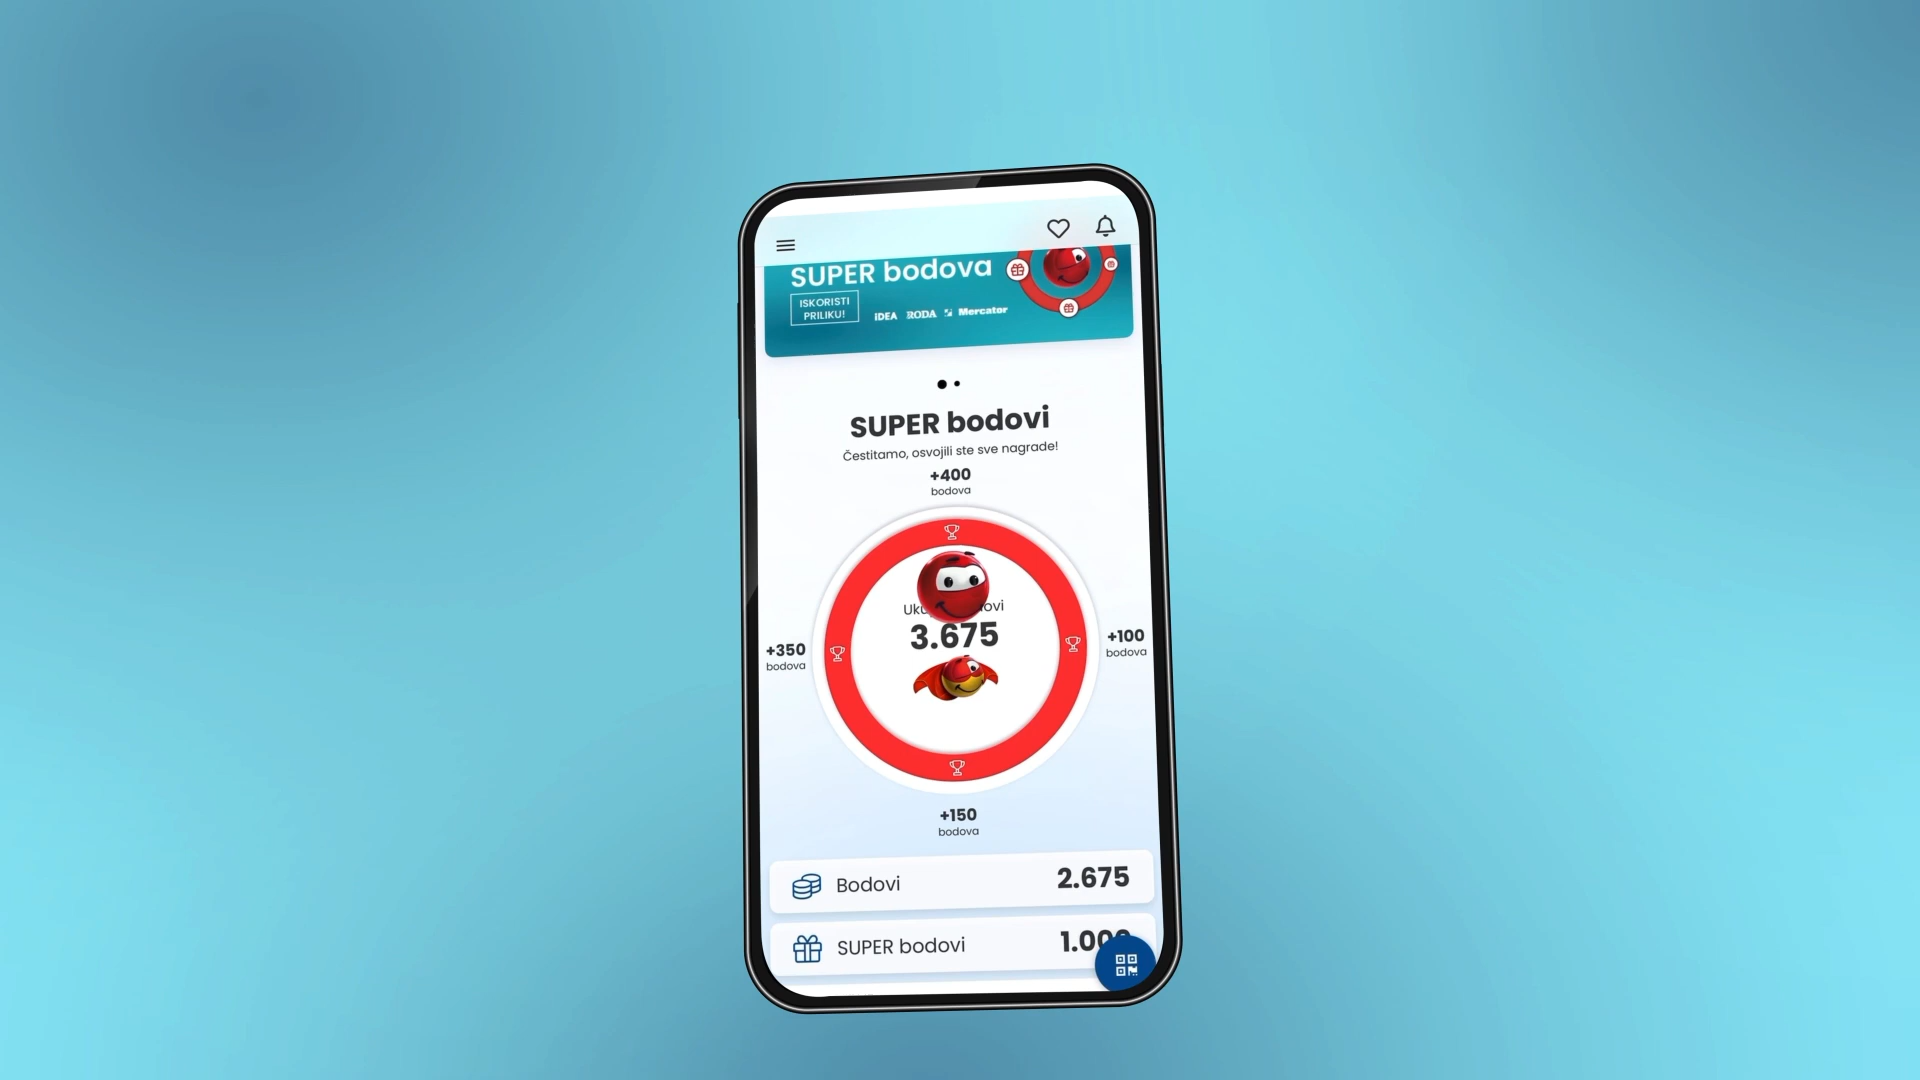 SUPER bodova
ISKORISTI
PRILIKU!
IDEA RODA Mercator
SUPER bodovi
Čestitamo, osvojili ste sve nagrade!
+400
bodova
3.675
+350
bodova
+100
bodova
+150
bodova
Bodovi 2.675
SUPER bodovi